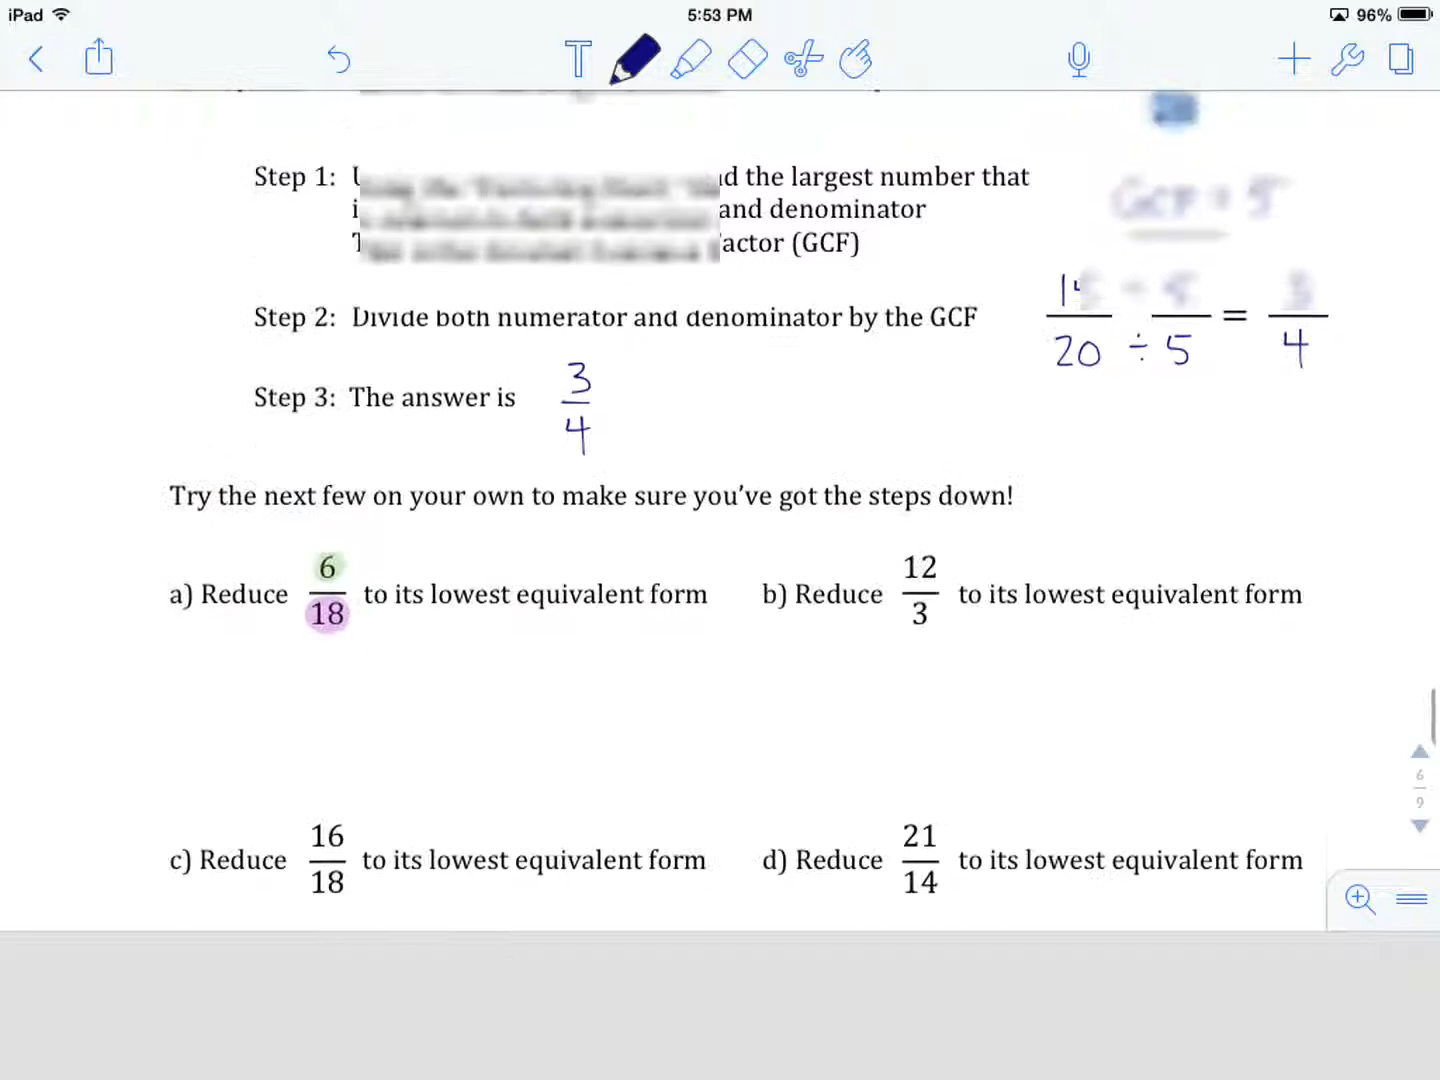 iPad 5:53 PM 96%
T
Step 1: the largest number that
and denominator
(GCF)
GCF = 5
Step 2: Divide both numerator and denominator by the GCF
=
20 ÷ 5 4
Step 3: The answer is 3/4
Try the next few on your own to make sure you've got the steps down!
a) Reduce 6/18 to its lowest equivalent form
b) Reduce 12/3 to its lowest equivalent form
6
9
c) Reduce 16/18 to its lowest equivalent form
d) Reduce 21/14 to its lowest equivalent form